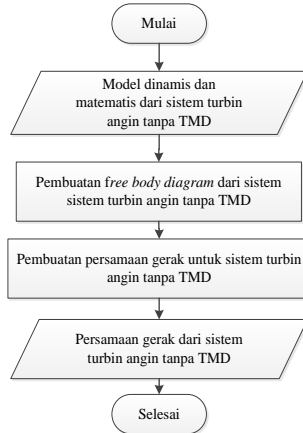 Mulai
Model dinamis dan
matematis dari sistem turbin
angin tanpa TMD
Pembuatan free body diagram dari sistem
sistem turbin angin tanpa TMD
Pembuatan persamaan gerak untuk sistem turbin
angin tanpa TMD
Persamaan gerak dari sistem
turbin angin tanpa TMD
Selesai